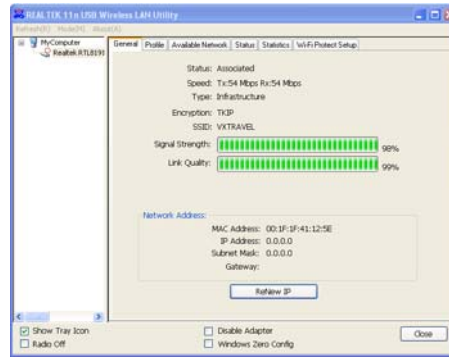 REALTEK 11n USB Wireless LAN Utility
Refresh(R) Mode(M) About(A)
MyComputer
Realtek RTL8191
General Profile Available Network Status Statistics Wi-Fi Protect Setup
Status: Associated
Speed: Tx:54 Mbps Rx:54 Mbps
Type: Infrastructure
Encryption: TKIP
SSID: VXTRAVEL
Signal Strength: 98%
Link Quality: 99%
Network Address:
MAC Address: 00:1F:1F:41:12:5E
IP Address: 0.0.0.0
Subnet Mask: 0.0.0.0
Gateway:
ReNew IP
Show Tray Icon
Radio Off
Disable Adapter
Windows Zero Config
Close